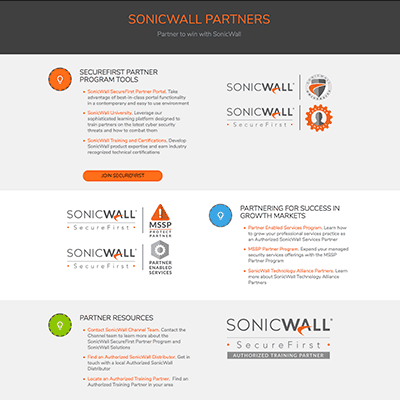 SONICWALL PARTNERS
Partner to win with SonicWall
SECUREFIRST PARTNER
PROGRAM TOOLS
SonicWall SecureFirst Partner Portal. Take
advantage of best-in-class portal functionality
in a contemporary and easy to use environment
SonicWall University. Leverage our
sophisticated learning platform designed to
train partners on the latest cyber security
threats and how to combat them
SonicWall Training and Certifications. Develop
SonicWall product expertise and earn industry
recognized technical certifications
JOIN SECUREFIRST
SONICWALL
SONICWALL
SecureFirst
SONICWALL
SecureFirst
MSSP
PROTECT
PARTNER
SONICWALL
SecureFirst
PARTNER
ENABLED
SERVICES
PARTNERING FOR SUCCESS IN
GROWTH MARKETS
Partner Enabled Services Program. Learn how
to grow your professional services practice as
an Authorized SonicWall Services Partner
MSSP Partner Program. Expand your managed
security services offerings with the MSSP
Partner Program
SonicWall Technology Alliance Partners. Learn
more about SonicWall Technology Alliance
Partners
PARTNER RESOURCES
Contact SonicWall Channel Team. Contact the
Channel team to learn more about the
SonicWall SecureFirst Partner Program and
SonicWall Solutions
Find an Authorized SonicWall Distributor. Get in
touch with a local Authorized SonicWall
Distributor
Locate an Authorized Training Partner. Find an
Authorized Training Partner in your area
SONICWALL
SecureFirst
AUTHORIZED TRAINING PARTNER